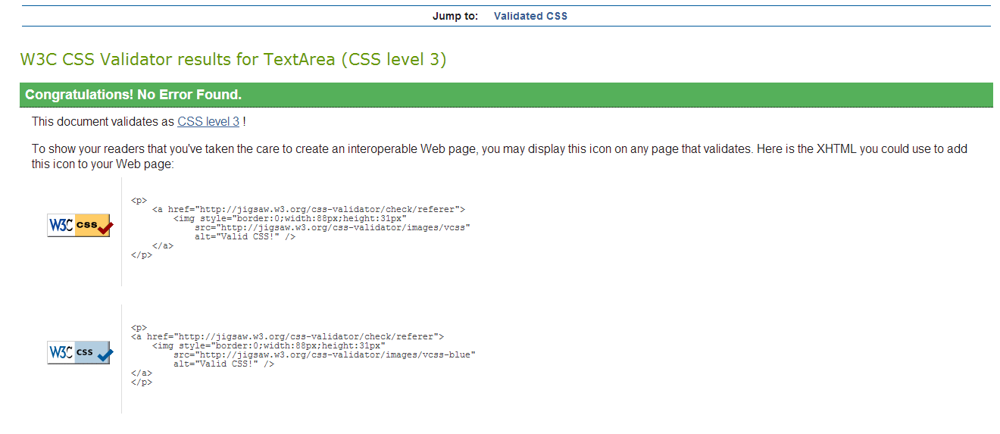 Jump to: Validated CSS
W3C CSS Validator results for TextArea (CSS level 3)
Congratulations! No Error Found.
This document validates as CSS level 3 !
To show your readers that you've taken the care to create an interoperable Web page, you may display this icon on any page that validates. Here is the XHTML you could use to add
this icon to your Web page:
W3C css
<p>
    <a href="http://jigsaw.w3.org/css-validator/check/referer">
        <img style="border:0;width:88px;height:31px"
            src="http://jigsaw.w3.org/css-validator/images/vcss"
            alt="Valid CSS!" />
    </a>
</p>
W3C css
<p>
<a href="http://jigsaw.w3.org/css-validator/check/referer">
    <img style="border:0;width:88px;height:31px"
        src="http://jigsaw.w3.org/css-validator/images/vcss-blue"
        alt="Valid CSS!" />
</a>
</p>